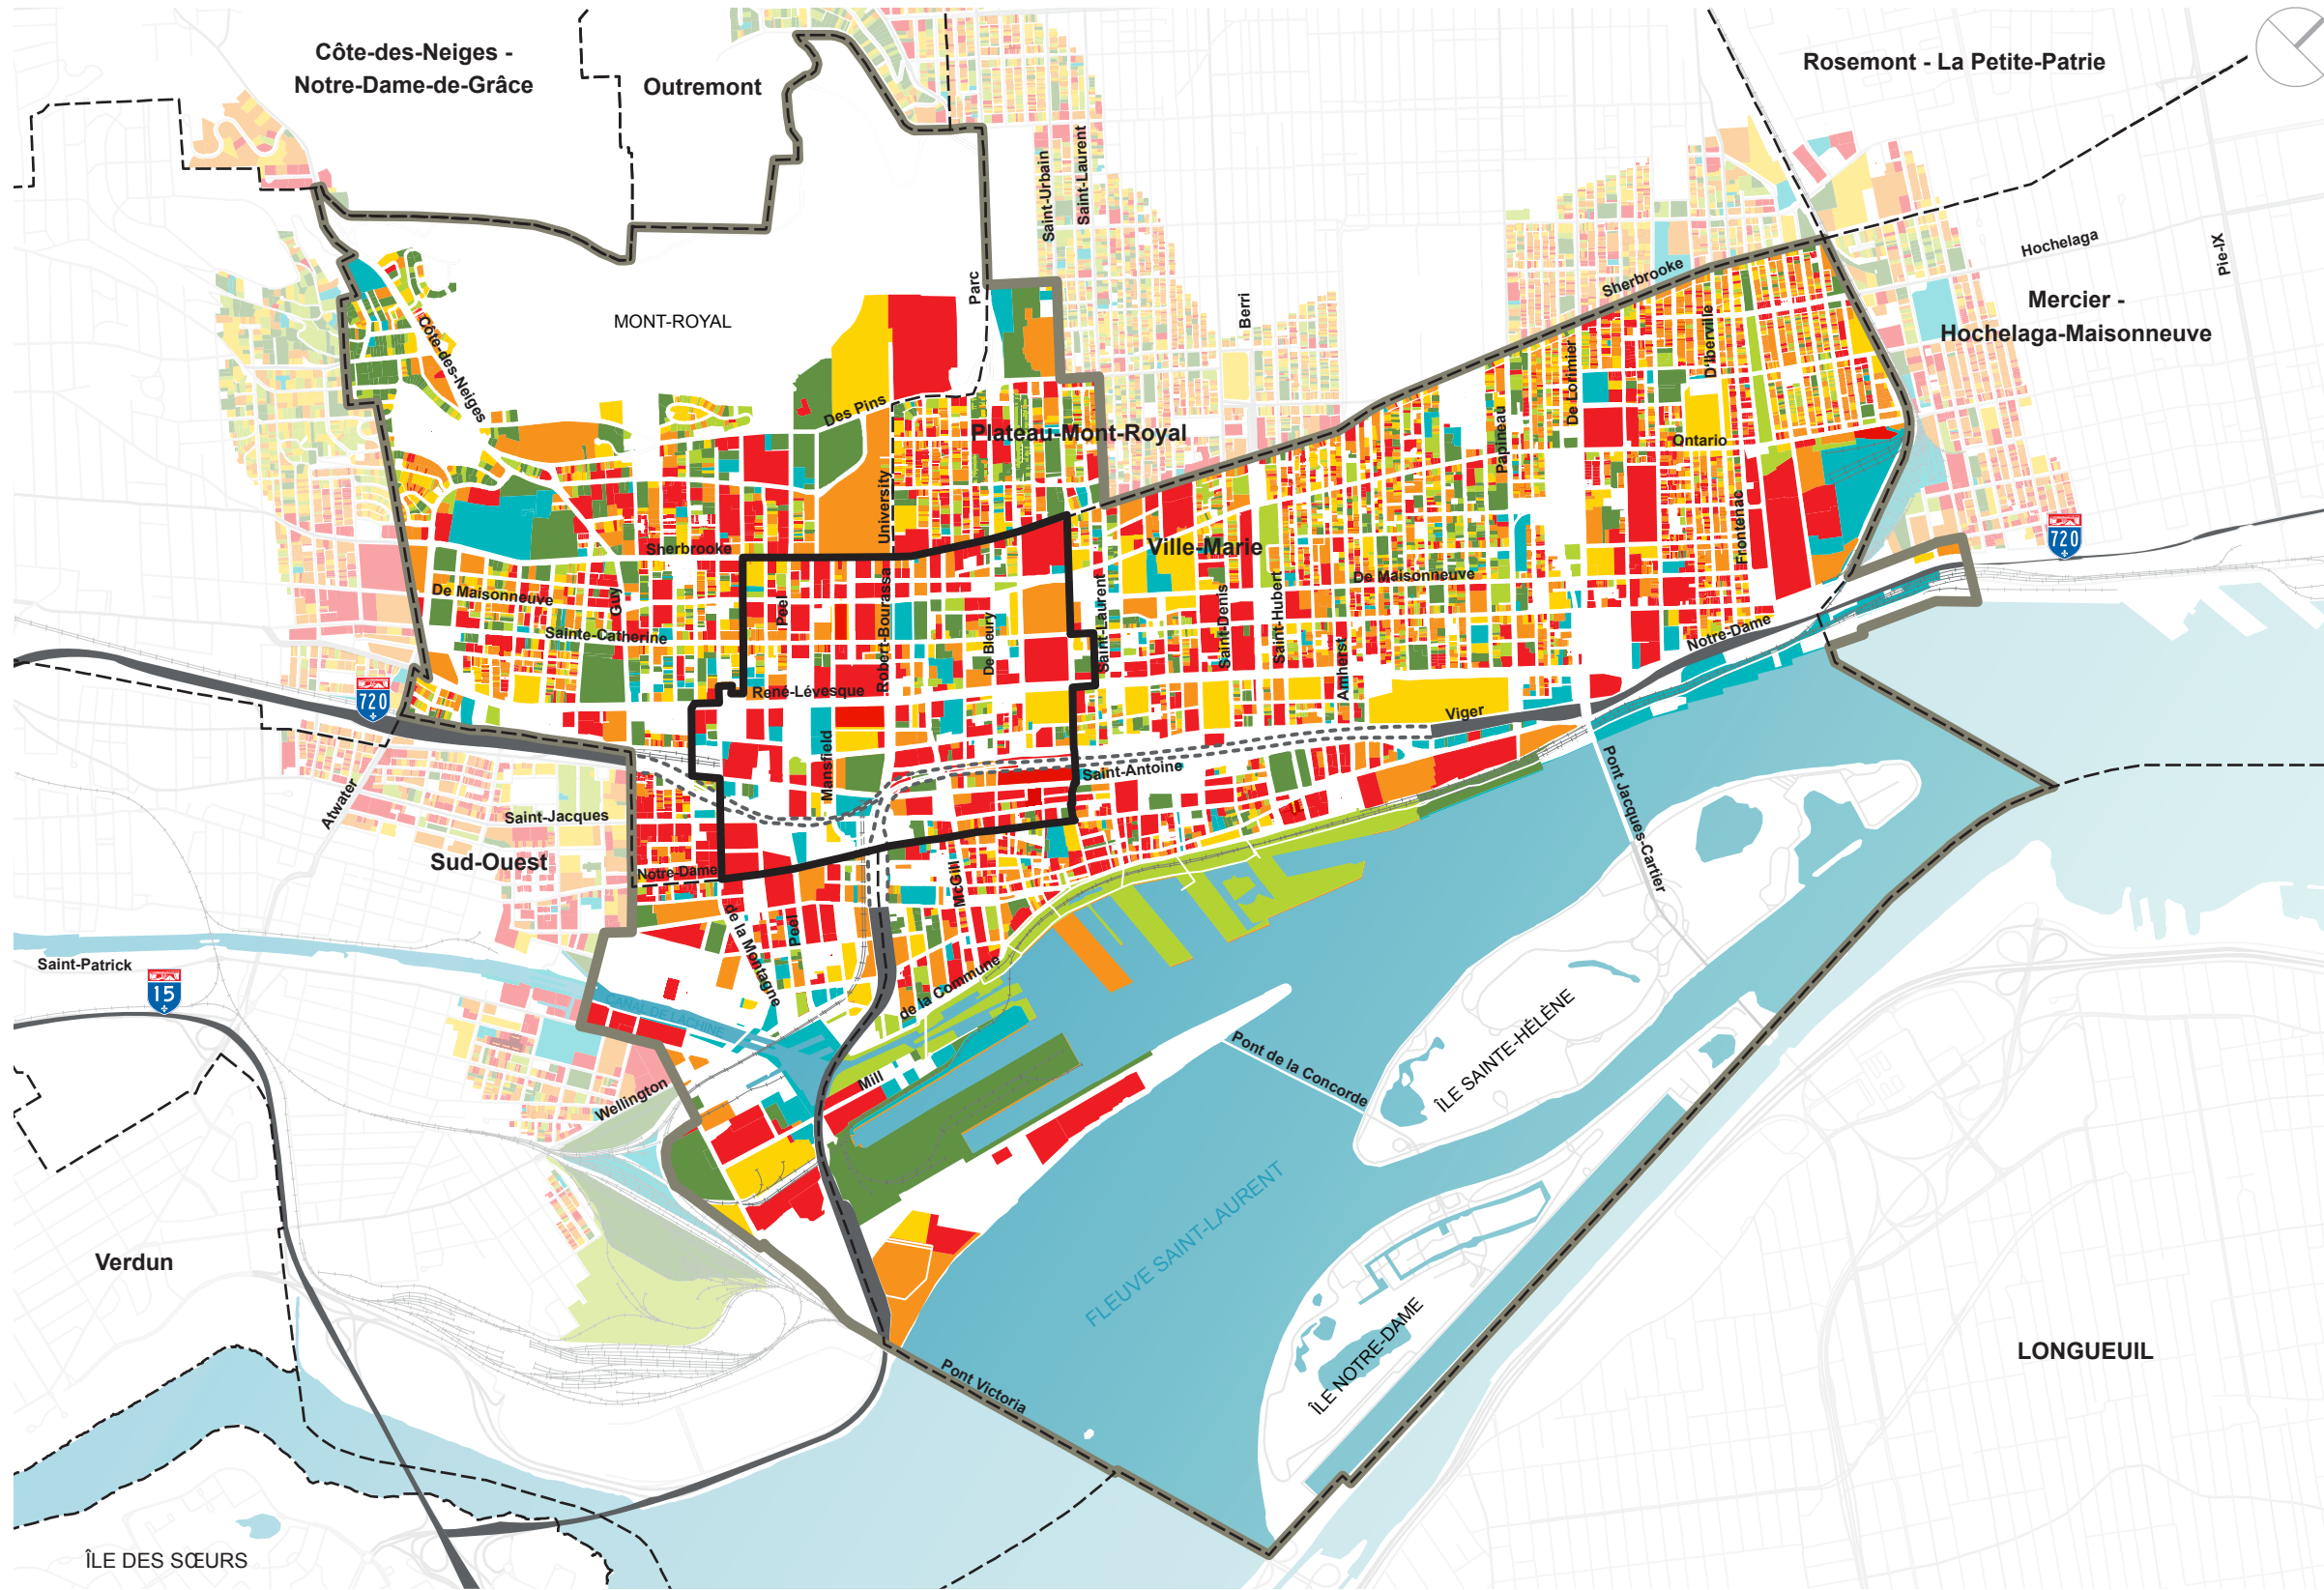 Côte-des-Neiges -
Notre-Dame-de-Grâce
Outremont
Rosemont - La Petite-Patrie
Saint-Urbain
Saint-Laurent
Hochelaga
Pie-IX
Mercier -
Hochelaga-Maisonneuve
Sherbrooke
Parc
Berri
MONT-ROYAL
Côte-des-Neiges
D'Iberville
De Lorimier
Des Pins
Plateau-Mont-Royal
Papineau
Ontario
University
Frontenac
Sherbrooke
Ville-Marie
720
De Maisonneuve
Guy
Peel
Robert-Bourassa
De Bleury
Saint-Laurent
Saint-Denis
Saint-Hubert
De Maisonneuve
Sainte-Catherine
Amherst
Notre-Dame
René-Lévesque
720
Viger
Mansfield
Saint-Antoine
Pont Jacques-Cartier
Atwater
Saint-Jacques
Sud-Ouest
Notre-Dame
McGill
de la Montagne
Peel
Saint-Patrick
15
CANAL DE LACHINE
de la Commune
Pont de la Concorde
ÎLE SAINTE-HÉLÈNE
Mill
Wellington
FLEUVE SAINT-LAURENT
Verdun
ÎLE NOTRE-DAME
LONGUEUIL
Pont Victoria
ÎLE DES SŒURS